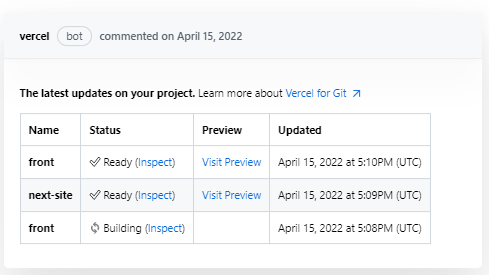 vercel bot commented on April 15, 2022
The latest updates on your project. Learn more about Vercel for Git ↗
Name Status Preview Updated
front ✓ Ready (Inspect) Visit Preview April 15, 2022 at 5:10PM (UTC)
next-site ✓ Ready (Inspect) Visit Preview April 15, 2022 at 5:09PM (UTC)
front Building (Inspect) April 15, 2022 at 5:08PM (UTC)